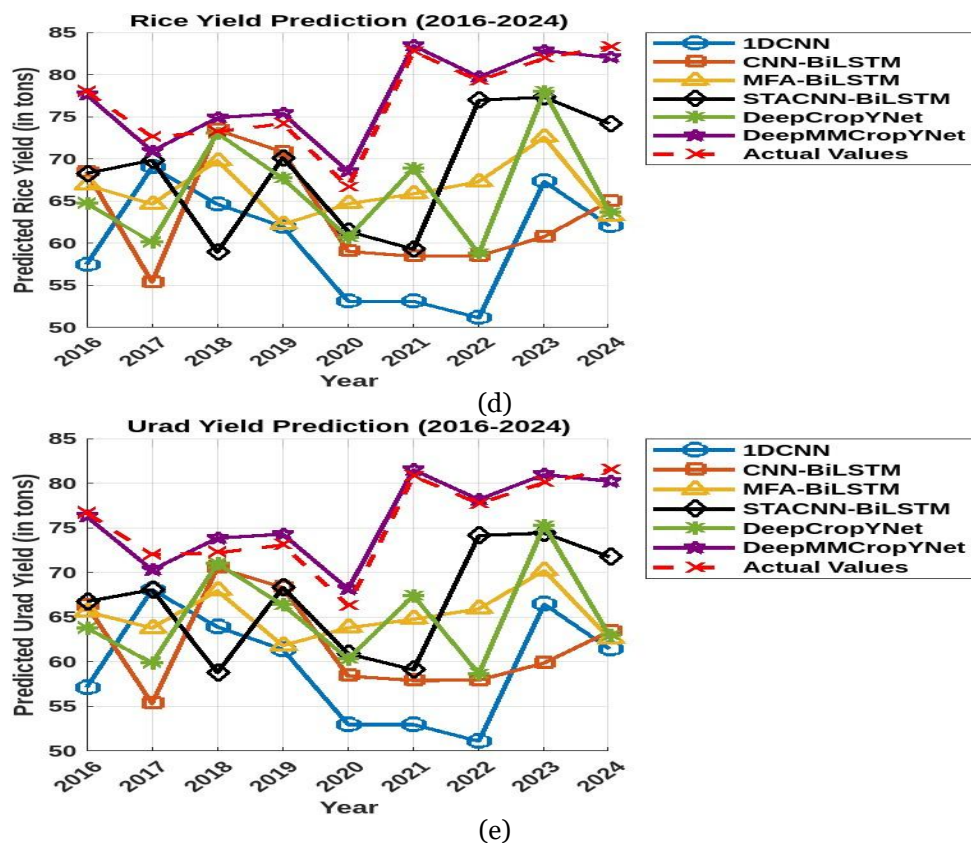 Rice Yield Prediction (2016-2024)
Predicted Rice Yield (in tons)
85
80
75
70
65
60
55
50
2016
2017
2018
2019
2020
2021
2022
2023
2024
Year
1DCNN
CNN-BiLSTM
MFA-BiLSTM
STACNN-BiLSTM
DeepCropYNet
DeepMMCropYNet
Actual Values
(d)
Urad Yield Prediction (2016-2024)
Predicted Urad Yield (in tons)
85
80
75
70
65
60
55
50
2016
2017
2018
2019
2020
2021
2022
2023
2024
Year
1DCNN
CNN-BiLSTM
MFA-BiLSTM
STACNN-BiLSTM
DeepCropYNet
DeepMMCropYNet
Actual Values
(e)